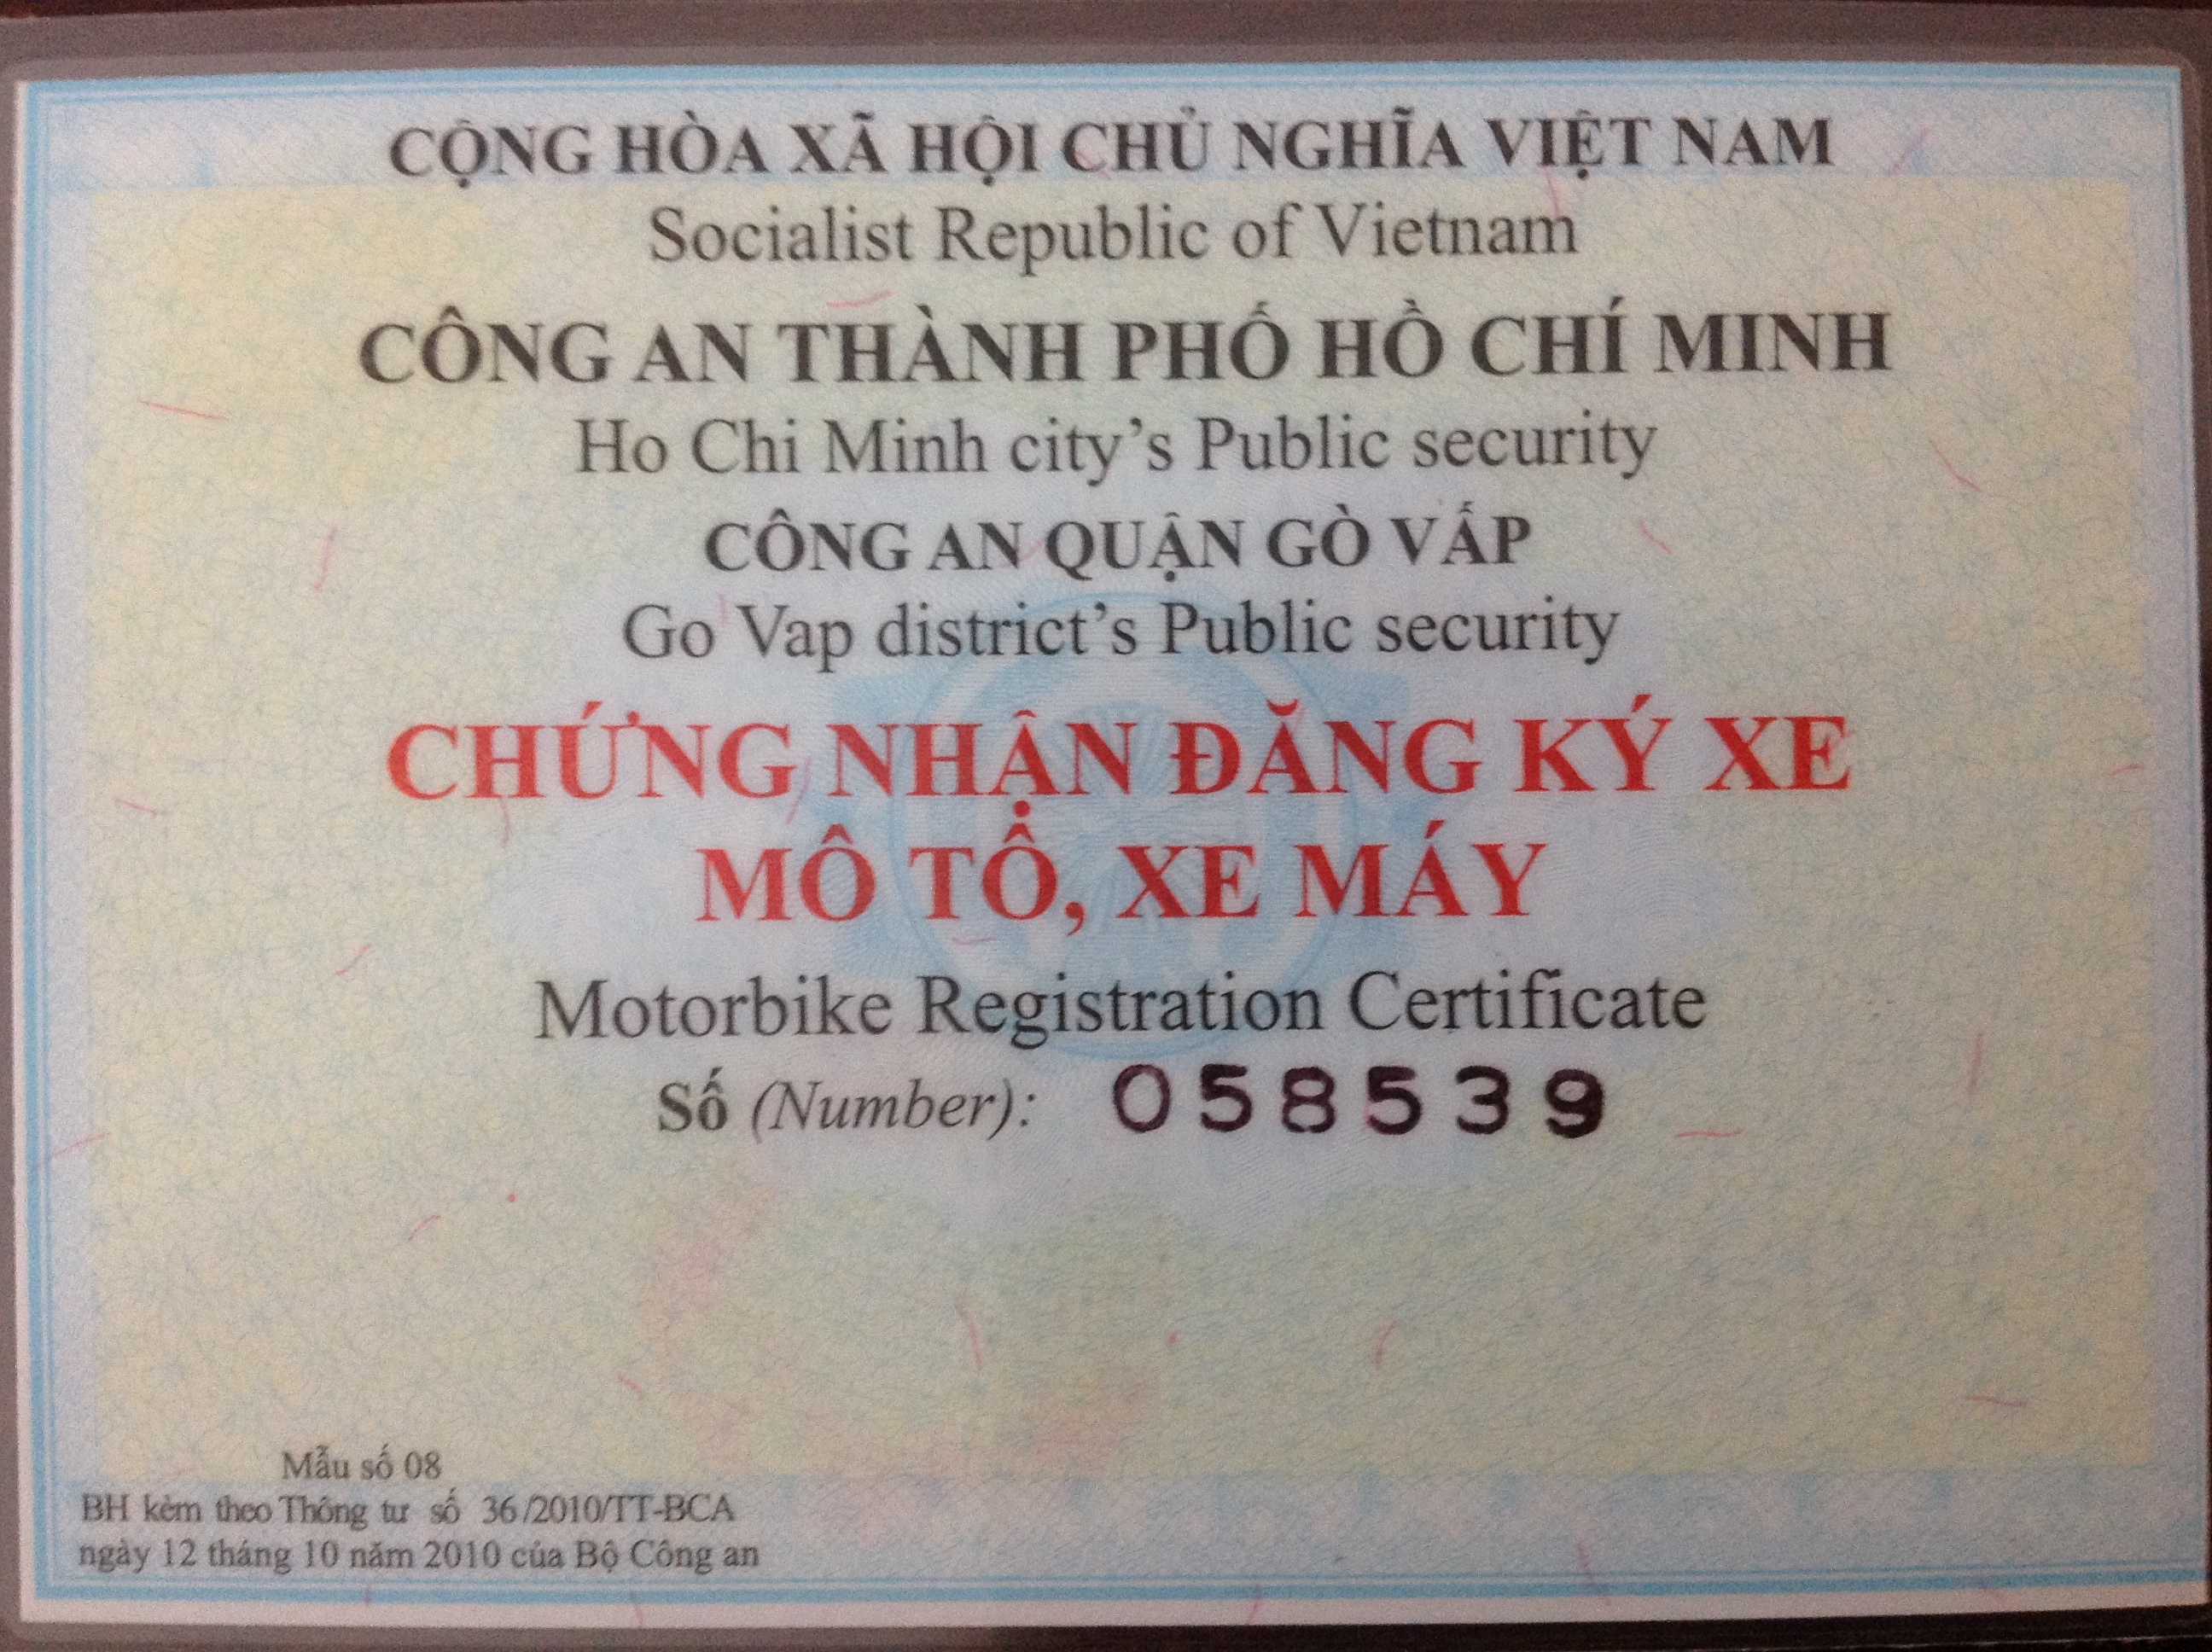 CỘNG HÒA XÃ HỘI CHỦ NGHĨA VIỆT NAM
Socialist Republic of Vietnam
CÔNG AN THÀNH PHỐ HỒ CHÍ MINH
Ho Chi Minh city’s Public security
CÔNG AN QUẬN GÒ VẤP
Go Vap district’s Public security
CHỨNG NHẬN ĐĂNG KÝ XE
MÔ TÔ, XE MÁY
Motorbike Registration Certificate
Số (Number): 058539
Mẫu số 08
BH kèm theo Thông tư số 36/2010/TT-BCA
ngày 12 tháng 10 năm 2010 của Bộ Công an